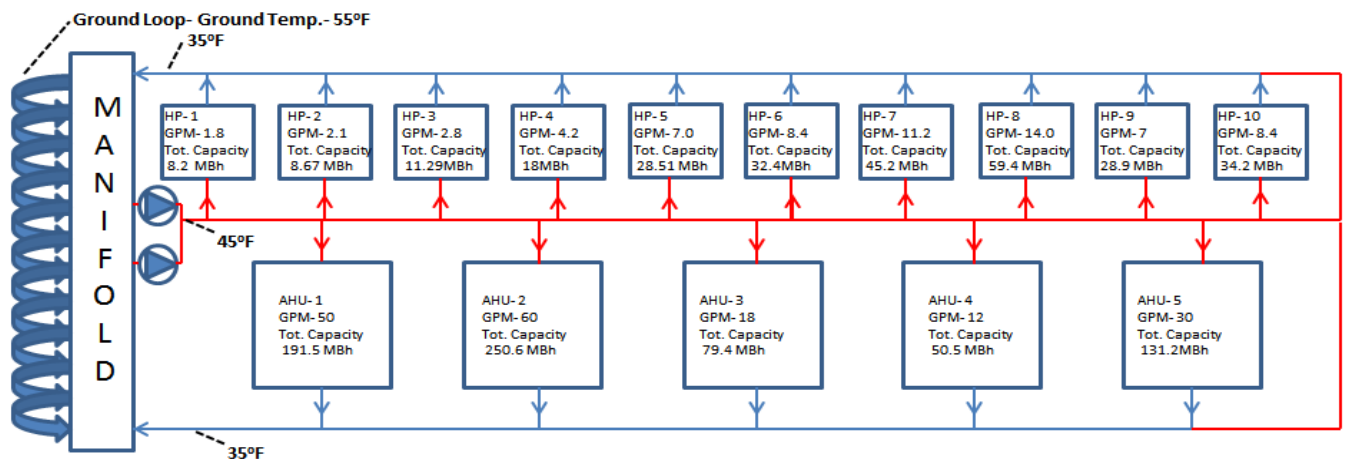 Ground Loop- Ground Temp.- 55°F
35°F
MANIFOLD
HP- 1
GPM-1.8
Tot. Capacity
8.2 MBh
HP- 2
GPM-2.1
Tot. Capacity
8.67 MBh
HP- 3
GPM-2.8
Tot. Capacity
11.29MBh
HP- 4
GPM-4.2
Tot. Capacity
18MBh
HP- 5
GPM-7.0
Tot. Capacity
28.51 MBh
HP- 6
GPM-8.4
Tot. Capacity
32.4MBh
HP- 7
GPM-11.2
Tot. Capacity
45.2 MBh
HP- 8
GPM-14.0
Tot. Capacity
59.4 MBh
HP- 9
GPM-7
Tot. Capacity
28.9 MBh
HP- 10
GPM-8.4
Tot. Capacity
34.2 MBh
45°F
AHU- 1
GPM-50
Tot. Capacity
191.5 MBh
AHU- 2
GPM-60
Tot. Capacity
250.6 MBh
AHU- 3
GPM- 18
Tot. Capacity
79.4 MBh
AHU- 4
GPM- 12
Tot. Capacity
50.5 MBh
AHU- 5
GPM- 30
Tot. Capacity
131.2MBh
35°F